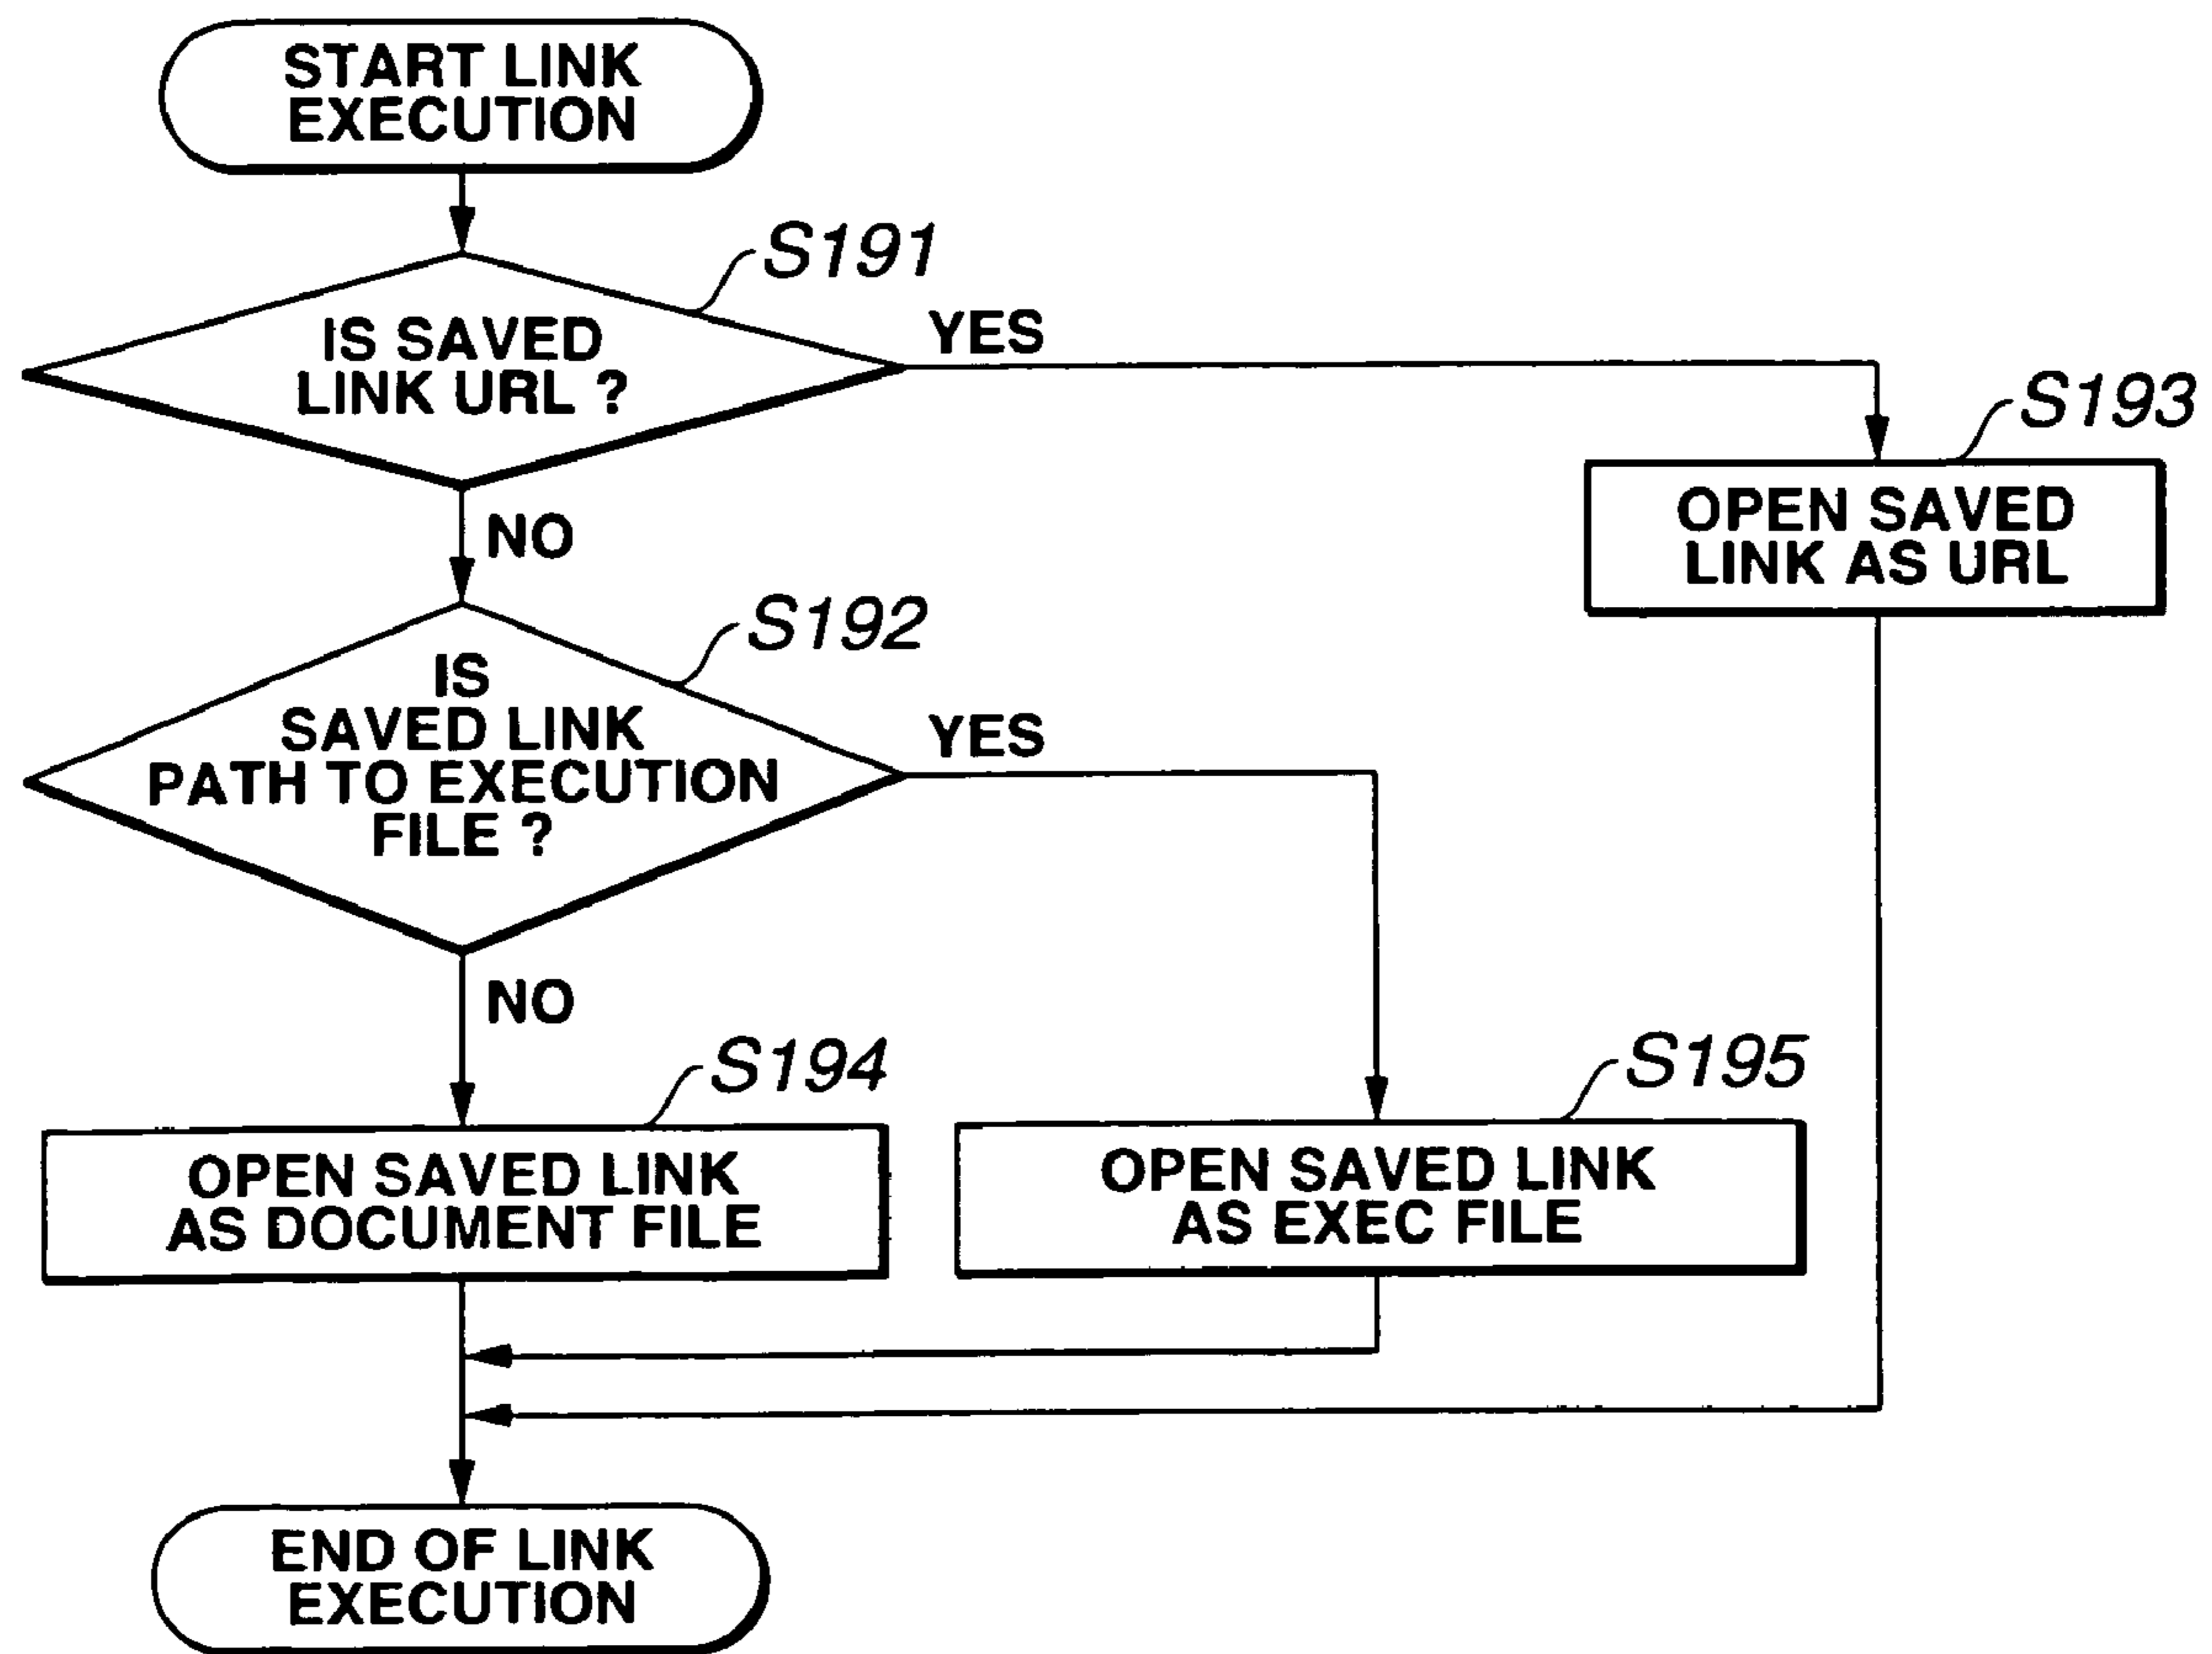 START LINK
EXECUTION
S191
IS SAVED
LINK URL ?
YES
S193
OPEN SAVED
LINK AS URL
NO
S192
IS
SAVED LINK
PATH TO EXECUTION
FILE ?
YES
NO
S194
OPEN SAVED LINK
AS DOCUMENT FILE
S195
OPEN SAVED LINK
AS EXEC FILE
END OF LINK
EXECUTION